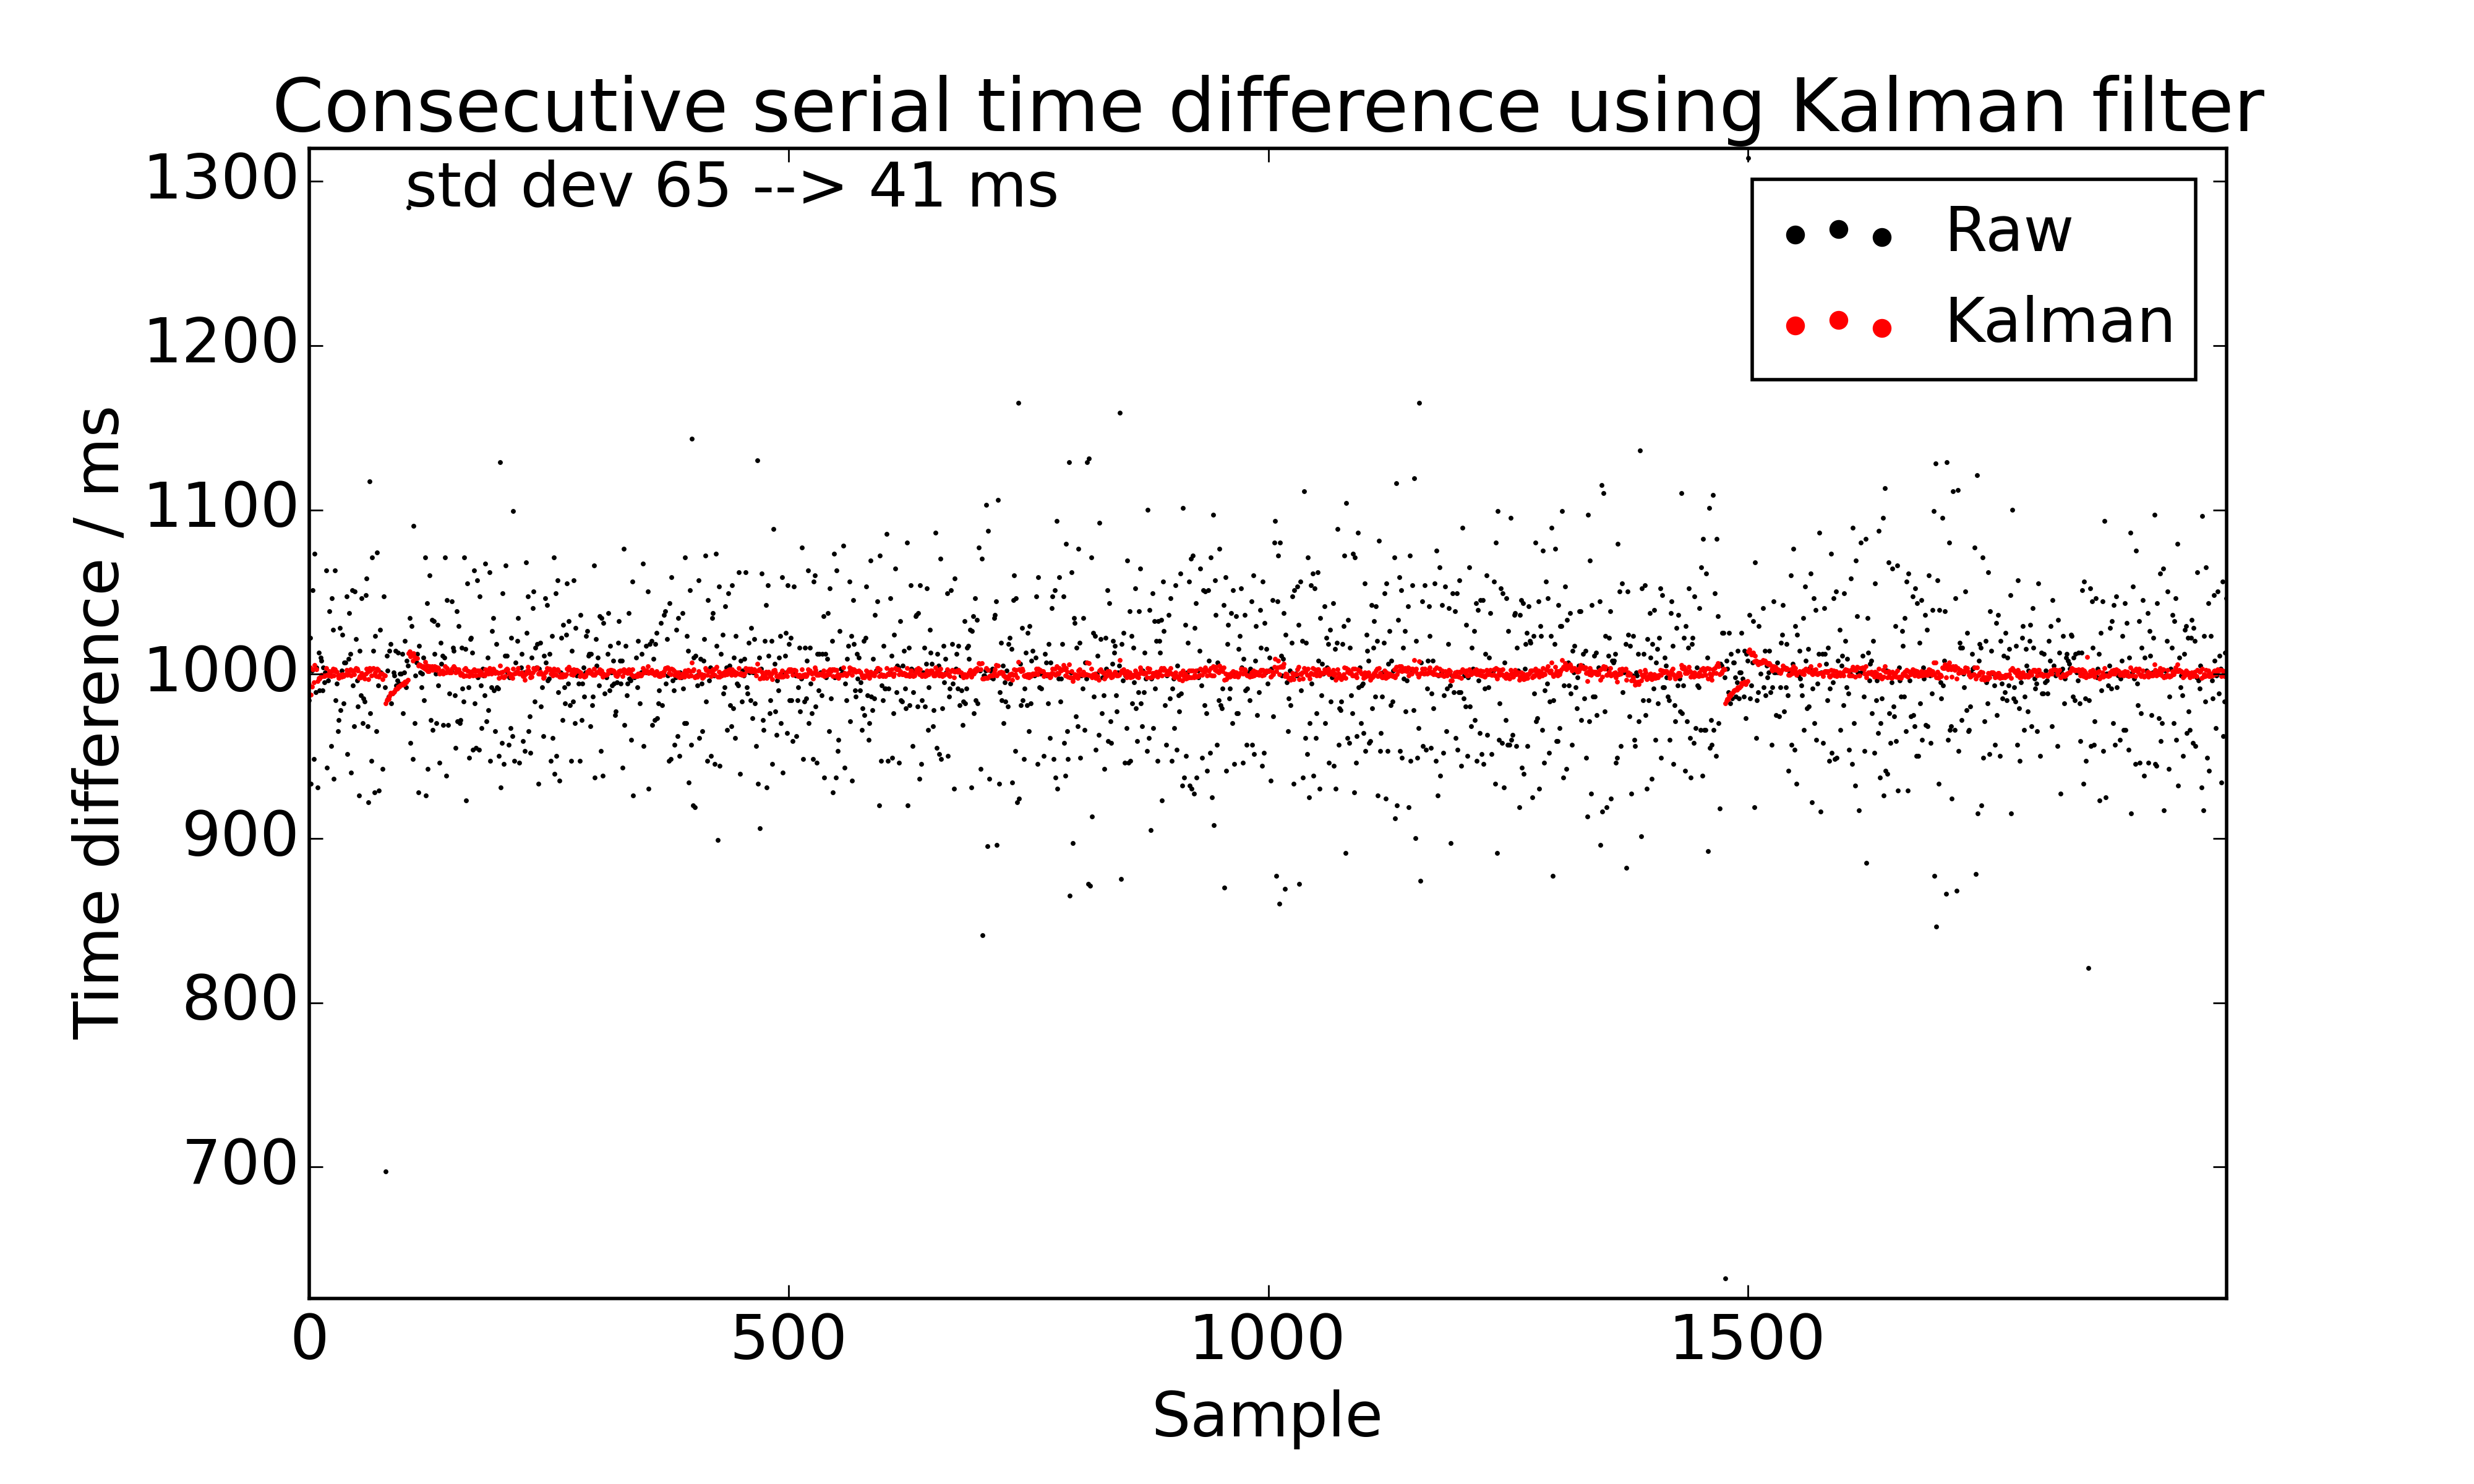 Consecutive serial time difference using Kalman filter
std dev 65 --> 41 ms
Raw
Kalman
Time difference / ms
1300
1200
1100
1000
900
800
700
0 500 1000 1500
Sample